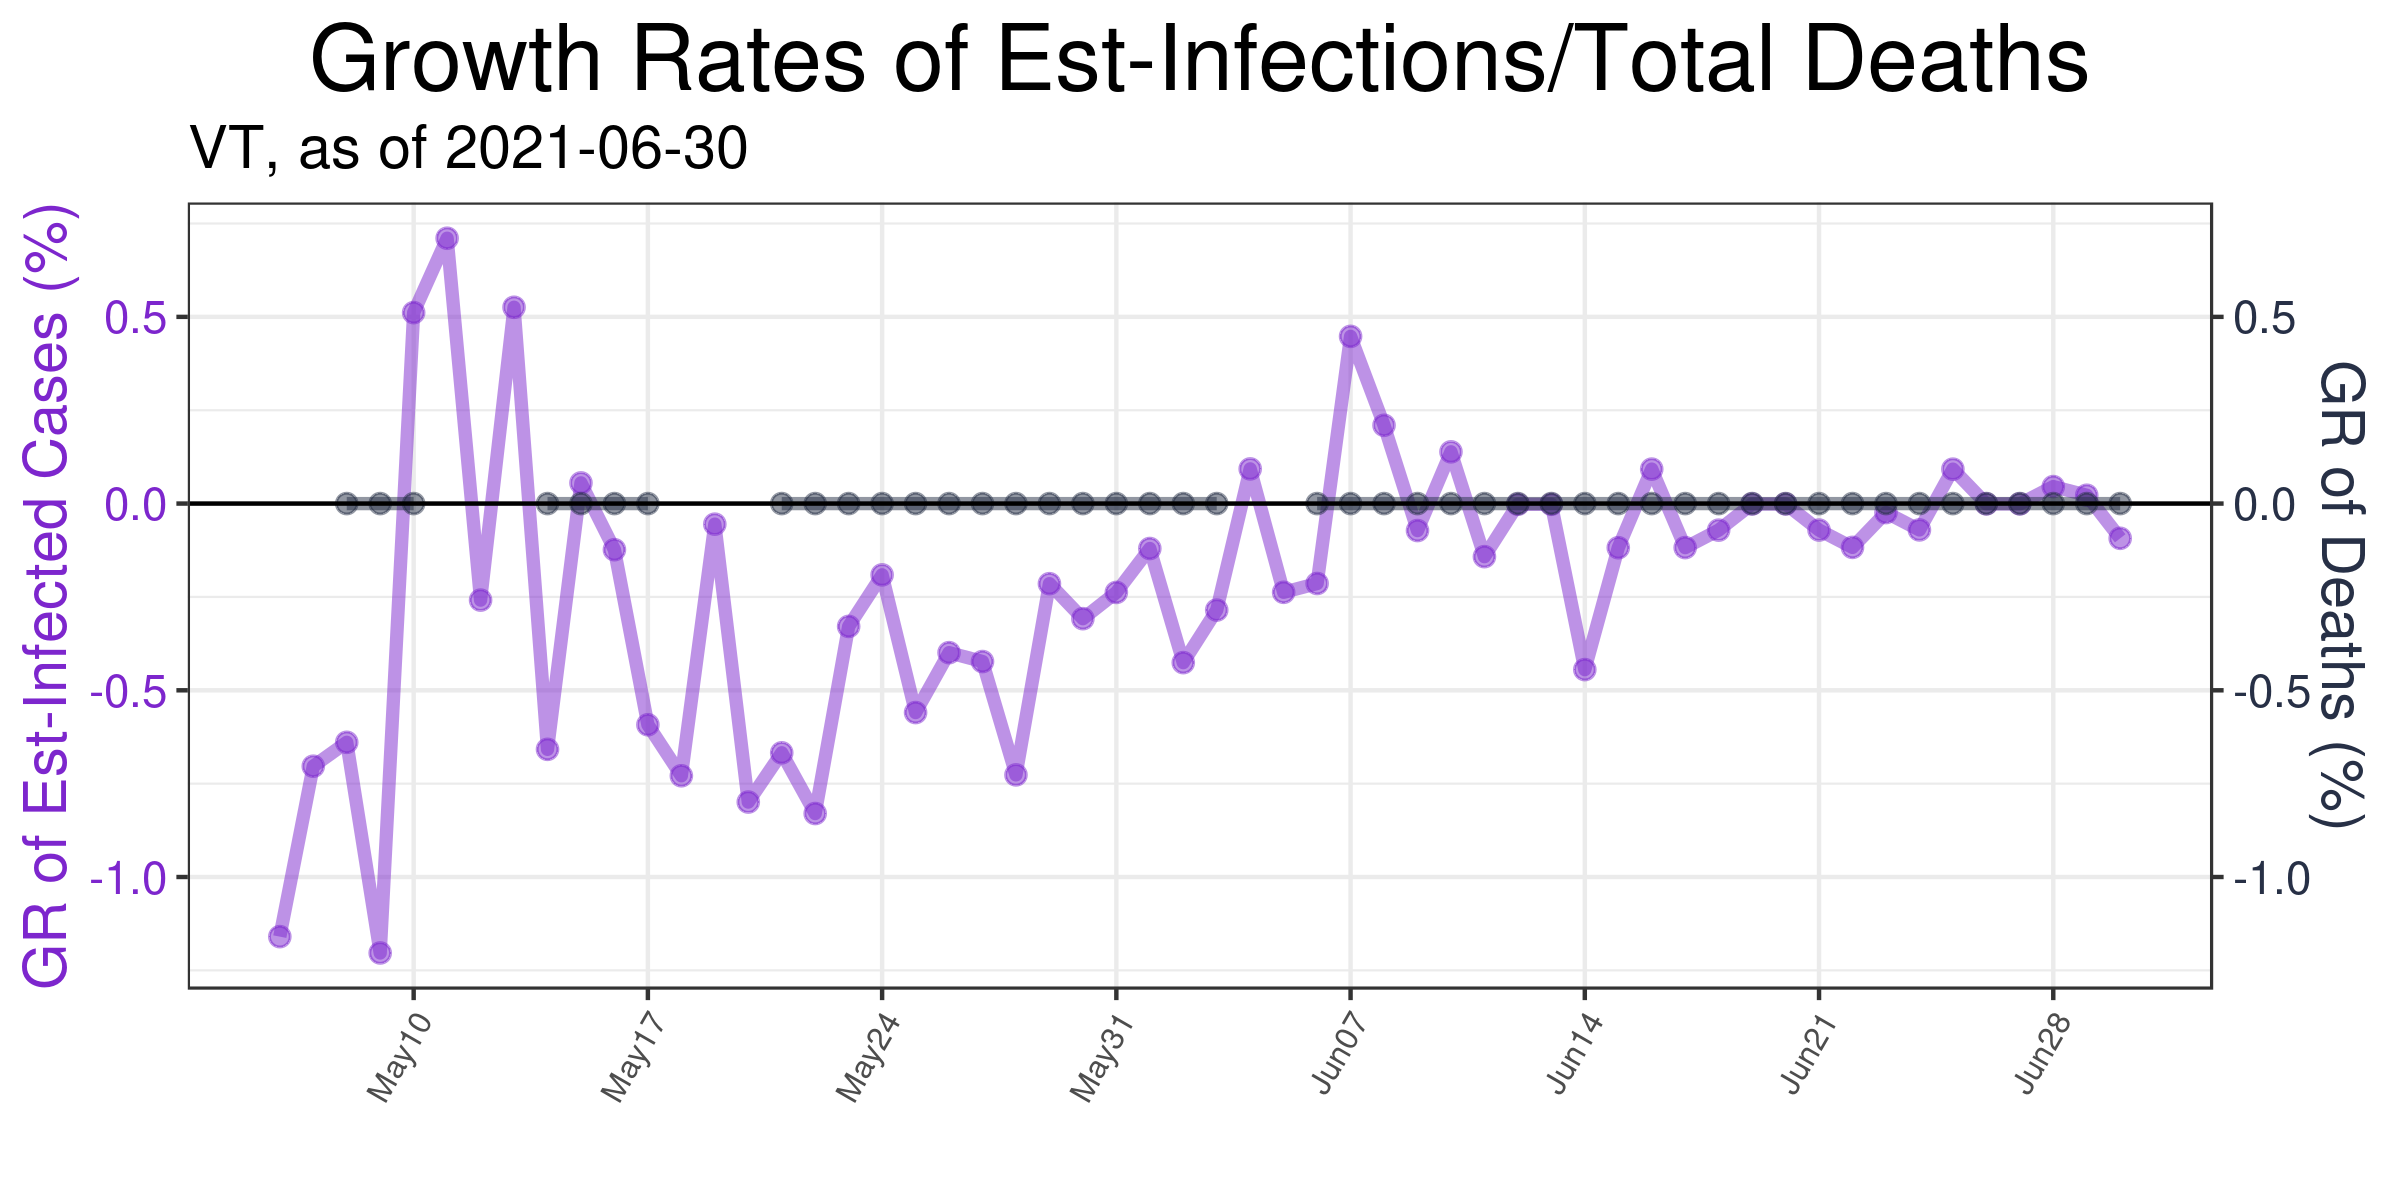 Growth Rates of Est-Infections/Total Deaths
VT, as of 2021-06-30
GR of Est-Infected Cases (%)
0.5
0.0
-0.5
-1.0
0.5
0.0
-0.5
-1.0
GR of Deaths (%)
May10
May17
May24
May31
Jun07
Jun14
Jun21
Jun28